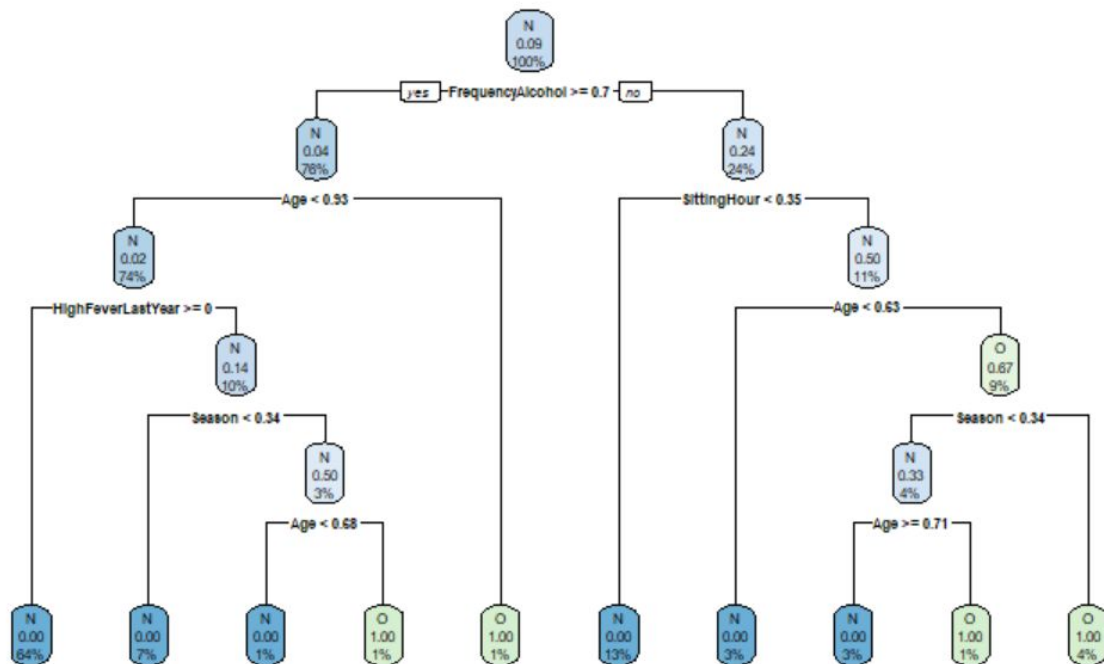 N
0.09
100%
yes FrequencyAlcohol >= 0.7 no
N
0.04
76%
N
0.24
24%
Age < 0.93
SittingHour < 0.35
N
0.02
74%
N
0.50
11%
HighFeverLastYear >= 0
Age < 0.63
N
0.14
10%
O
0.67
9%
Season < 0.34
Season < 0.34
N
0.50
3%
N
0.33
4%
Age < 0.68
Age >= 0.71
N
0.00
64%
N
0.00
7%
N
0.00
1%
O
1.00
1%
O
1.00
1%
N
0.00
13%
N
0.00
3%
N
0.00
3%
O
1.00
1%
O
1.00
4%